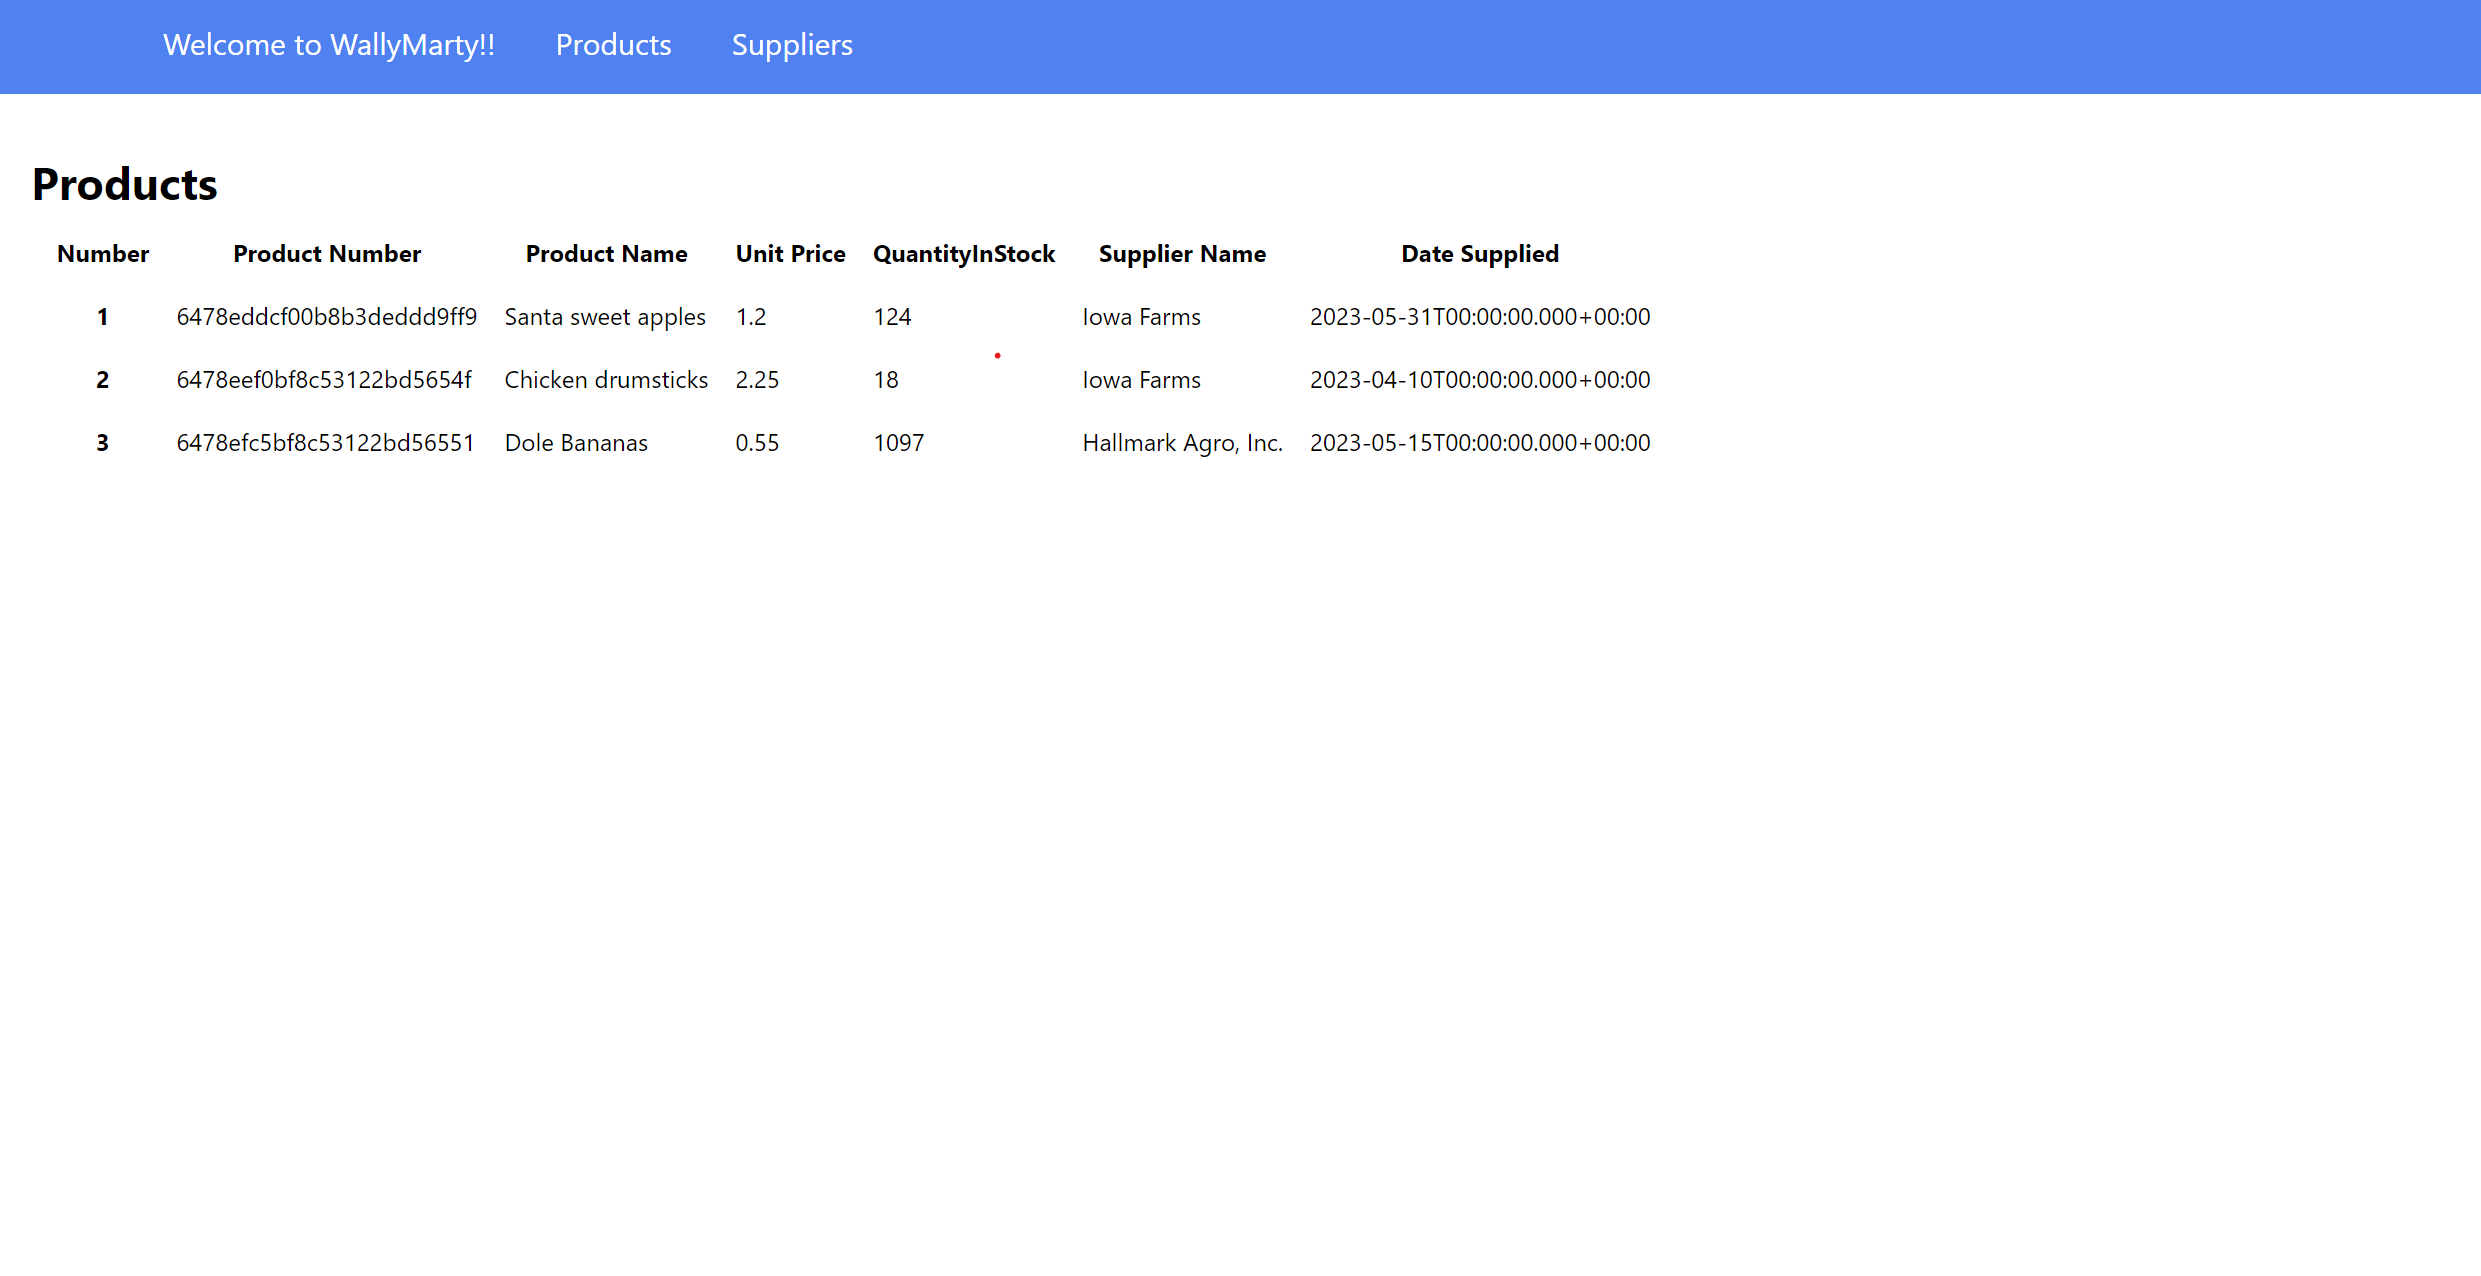 Welcome to WallyMarty!! Products Suppliers
Products
Number Product Number Product Name Unit Price QuantityInStock Supplier Name Date Supplied
1 6478eddcf00b8b3deddd9ff9 Santa sweet apples 1.2 124 Iowa Farms 2023-05-31T00:00:00.000+00:00
2 6478eef0bf8c53122bd5654f Chicken drumsticks 2.25 18 Iowa Farms 2023-04-10T00:00:00.000+00:00
3 6478efc5bf8c53122bd56551 Dole Bananas 0.55 1097 Hallmark Agro, Inc. 2023-05-15T00:00:00.000+00:00